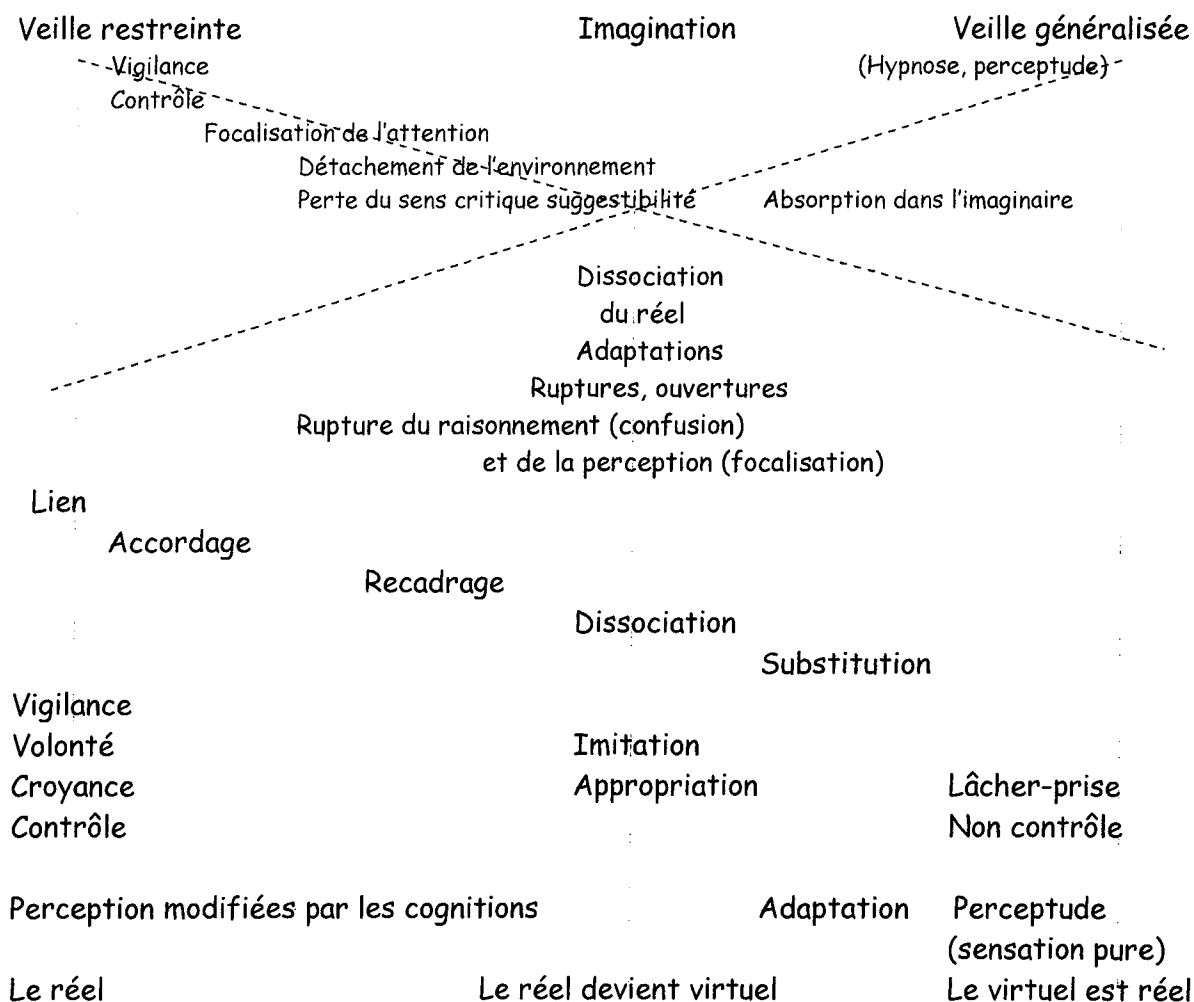 Veille restreinte Imagination Veille généralisée
Vigilance (Hypnose, perceptude)
Contrôle
Focalisation de l'attention
Détachement de l'environnement
Perte du sens critique suggestibilité Absorption dans l'imaginaire
Dissociation
du réel
Adaptations
Ruptures, ouvertures
Rupture du raisonnement (confusion)
et de la perception (focalisation)
Lien
Accordage
Recadrage
Dissociation
Substitution
Vigilance
Volonté Imitation
Croyance Appropriation Lâcher-prise
Contrôle Non contrôle
Perception modifiées par les cognitions Adaptation Perceptude
(sensation pure)
Le réel Le réel devient virtuel Le virtuel est réel